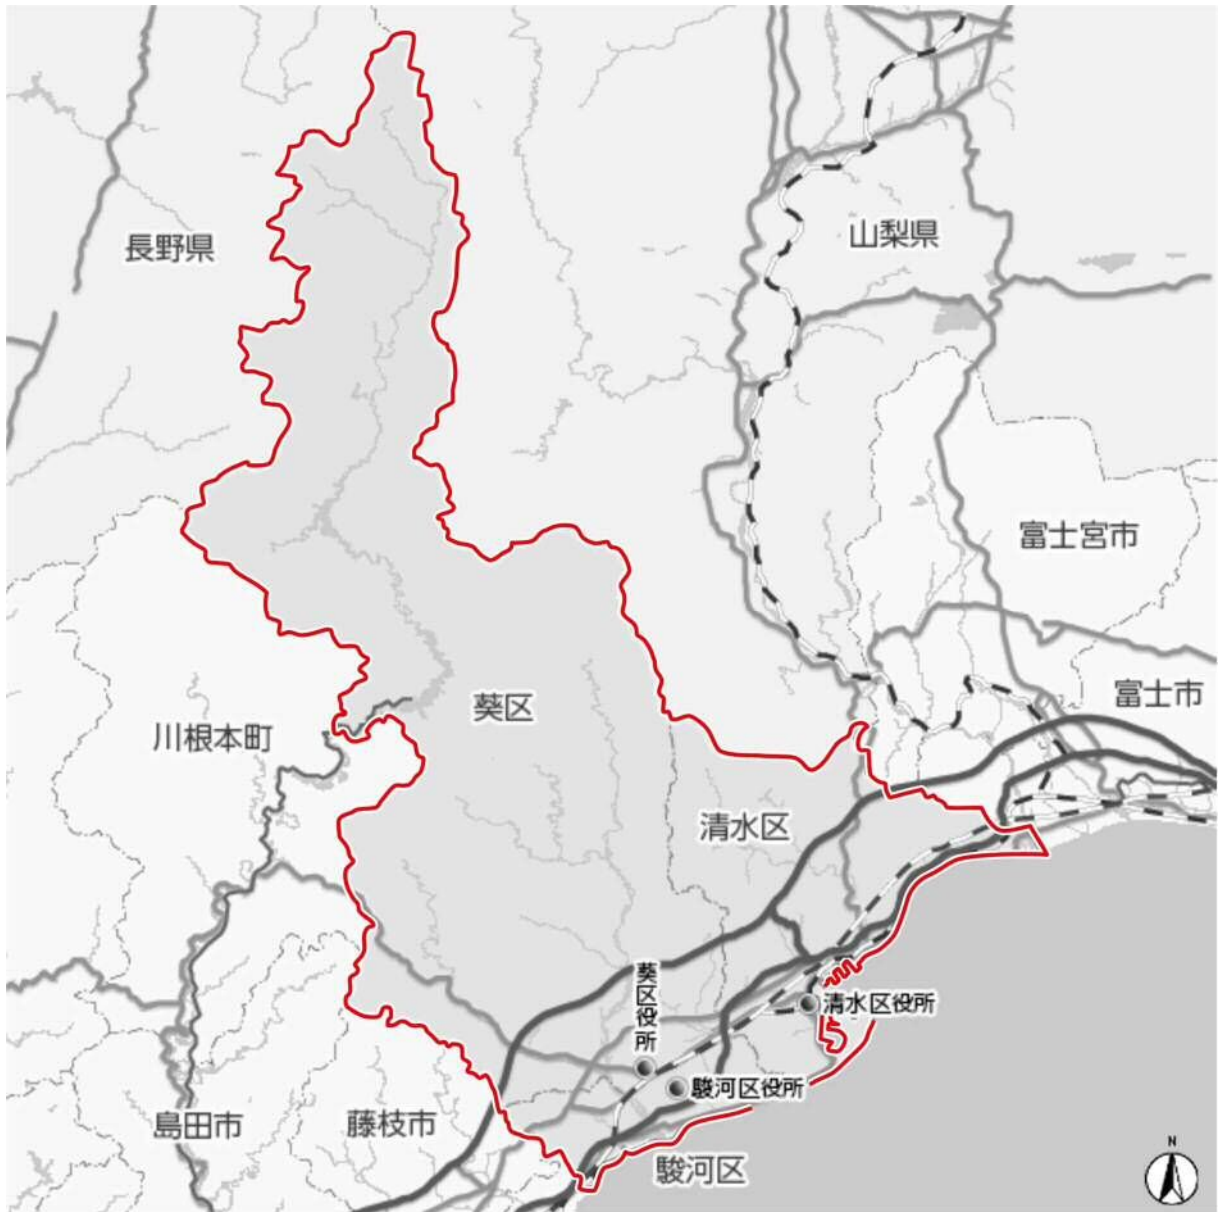 長野県
山梨県
富士宮市
富士市
葵区
川根本町
清水区
葵区役所
清水区役所
駿河区役所
島田市
藤枝市
駿河区
N